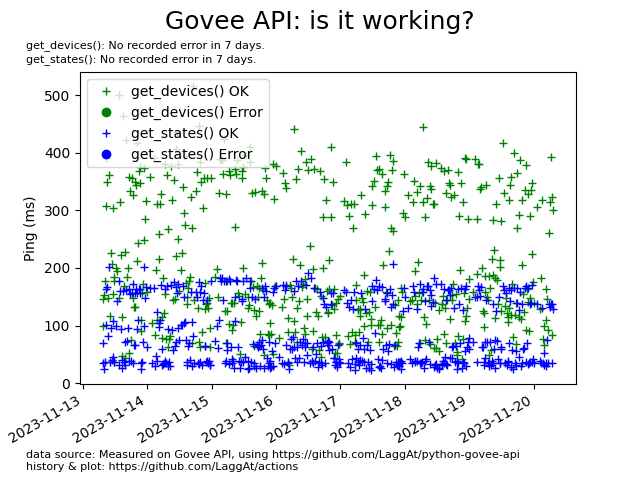 Govee API: is it working?
get_devices(): No recorded error in 7 days.
get_states(): No recorded error in 7 days.
get_devices() OK
get_devices() Error
get_states() OK
get_states() Error
Ping (ms)
500
400
300
200
100
0
2023-11-13
2023-11-14
2023-11-15
2023-11-16
2023-11-17
2023-11-18
2023-11-19
2023-11-20
data source: Measured on Govee API, using https://github.com/LaggAt/python-govee-api
history & plot: https://github.com/LaggAt/actions